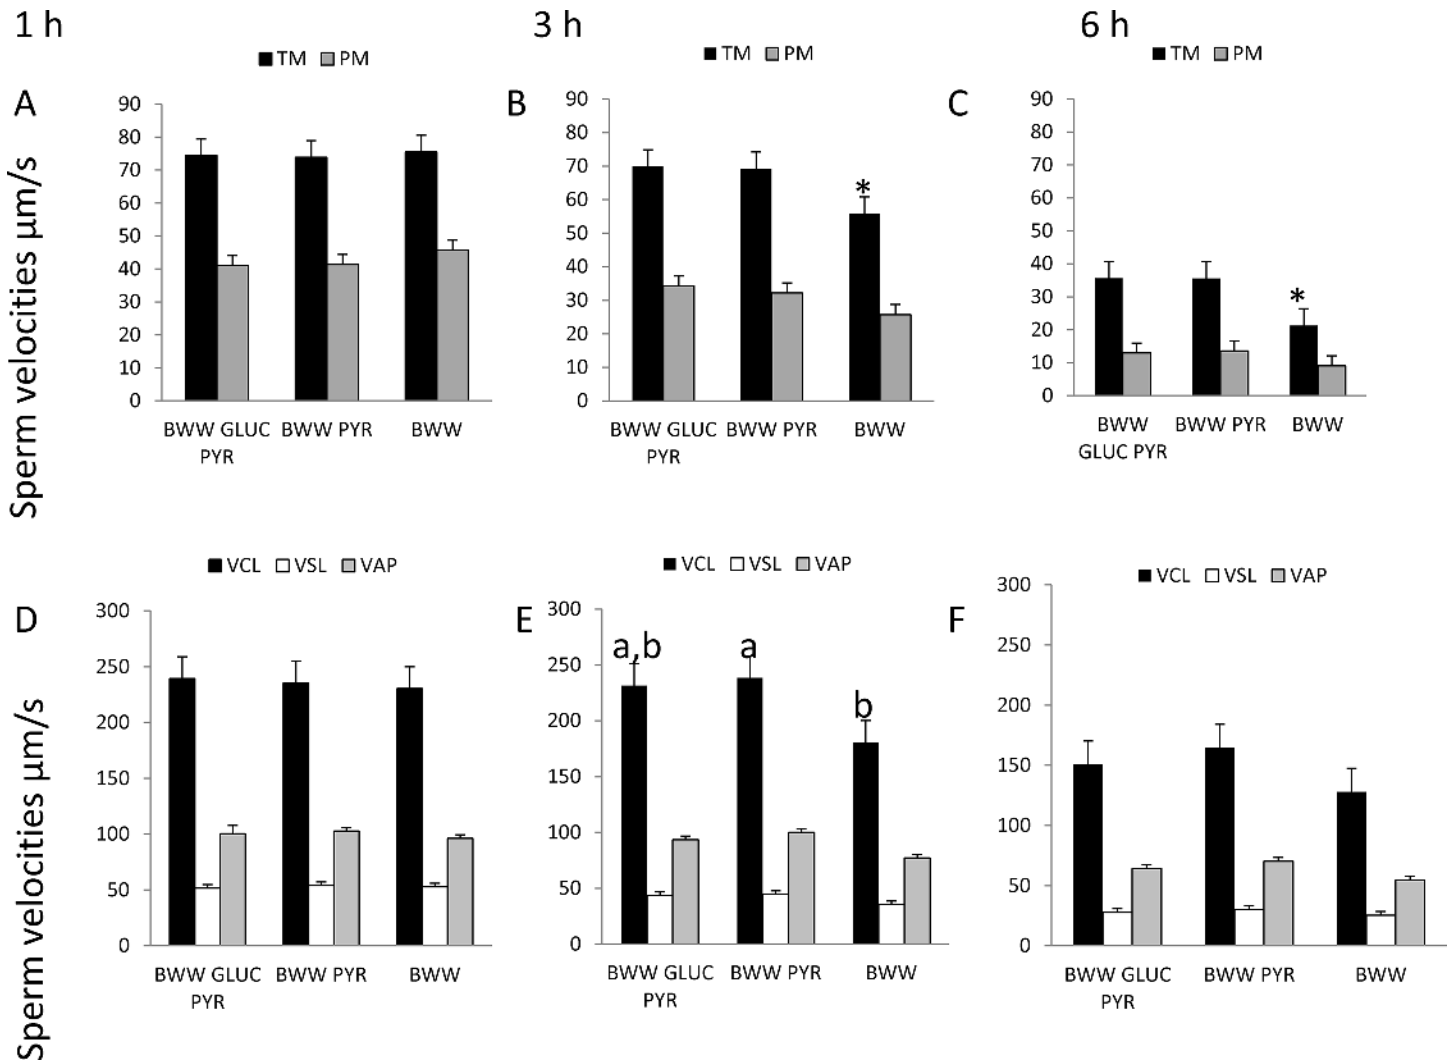 1 h
3 h
6 h
TM PM
TM PM
TM PM
A
B
C
Sperm velocities µm/s
90
80
70
60
50
40
30
20
10
0
BWW GLUC PYR
BWW PYR
BWW
90
80
70
60
50
40
30
20
10
0
*
BWW GLUC PYR
BWW PYR
BWW
90
80
70
60
50
40
30
20
10
0
*
BWW GLUC PYR
BWW PYR
BWW
VCL VSL VAP
VCL VSL VAP
VCL VSL VAP
D
E
F
Sperm velocities µm/s
300
250
200
150
100
50
0
BWW GLUC PYR
BWW PYR
BWW
300
250
200
150
100
50
0
a,b
a
b
BWW GLUC PYR
BWW PYR
BWW
300
250
200
150
100
50
0
BWW GLUC PYR
BWW PYR
BWW